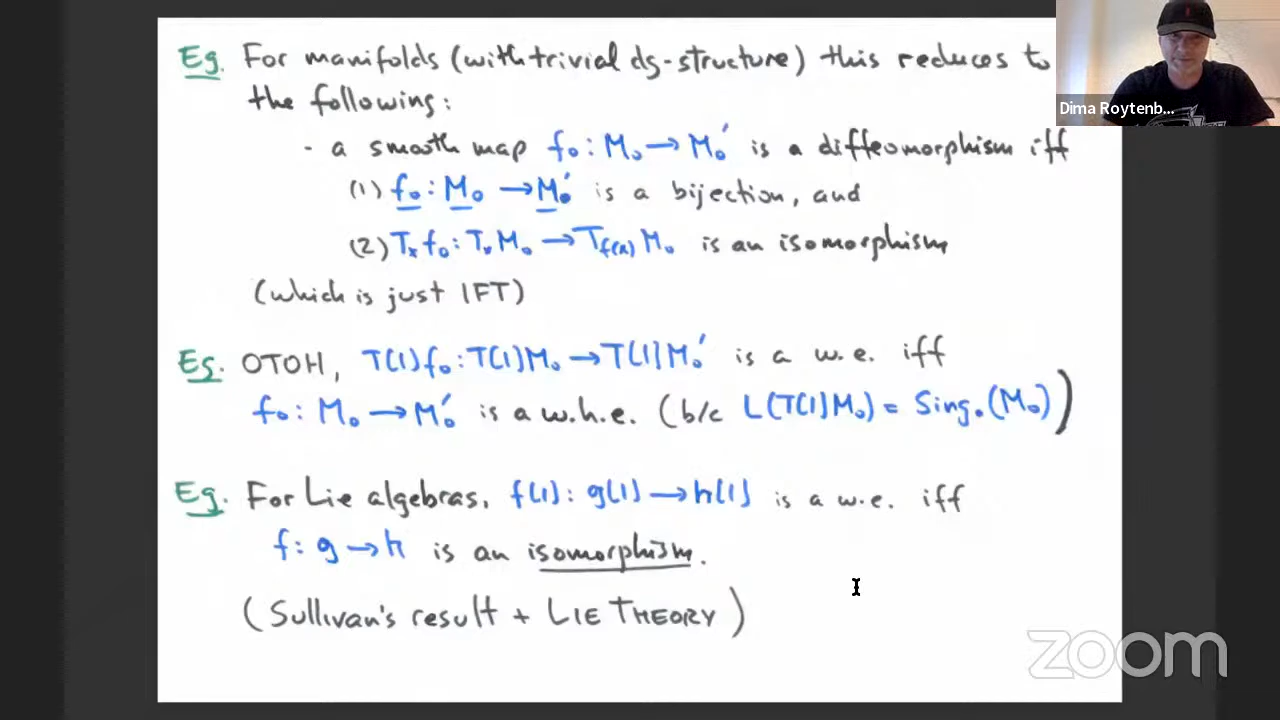 Eg. For manifolds (with trivial dg-structure) this reduces to
the following:
- a smooth map f₀: M₀ → M₀′ is a diffeomorphism iff
(1) f₀: M₀ → M₀′ is a bijection, and
(2) Tₓf₀: TₓM₀ → T_{f(x)}M₀ is an isomorphism
(which is just IFT)
Eg. OTOH, T[1]f₀: T[1]M₀ → T[1]M₀′ is a w.e. iff
f₀: M₀ → M₀′ is a w.h.e. (b/c L(T[1]M₀) = Sing.(M₀))
Eg. For Lie algebras, f[1]: g[1] → h[1] is a w.e. iff
f: g → h is an isomorphism.
(Sullivan's result + LIE THEORY)
Dima Roytenb...
zoom